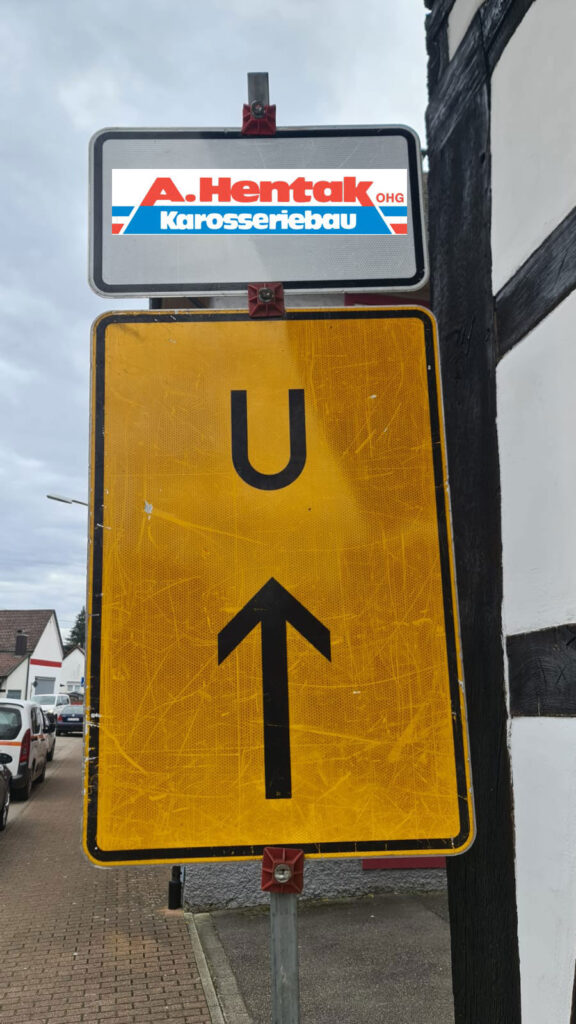 A. Hentak OHG
Karosseriebau
U